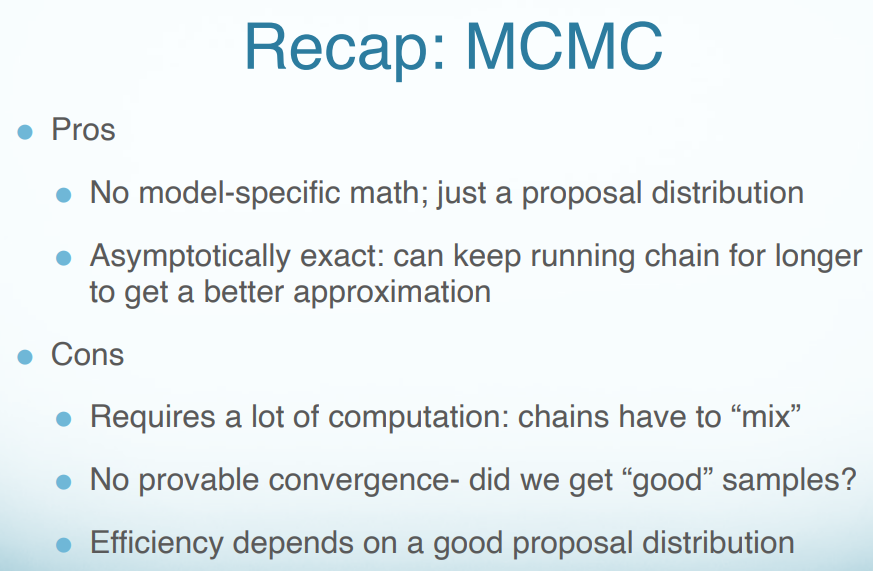 Recap: MCMC
Pros
No model-specific math; just a proposal distribution
Asymptotically exact: can keep running chain for longer
to get a better approximation
Cons
Requires a lot of computation: chains have to “mix”
No provable convergence- did we get “good” samples?
Efficiency depends on a good proposal distribution